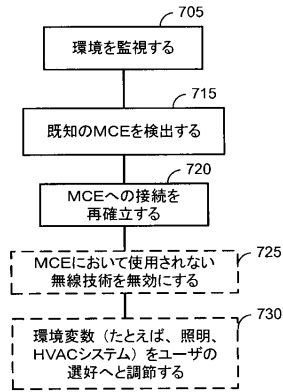 705
環境を監視する
715
既知のMCEを検出する
720
MCEへの接続を
再確立する
725
MCEにおいて使用されない
無線技術を無効にする
730
環境変数（たとえば、照明、
HVACシステム）をユーザの
選好へと調節する